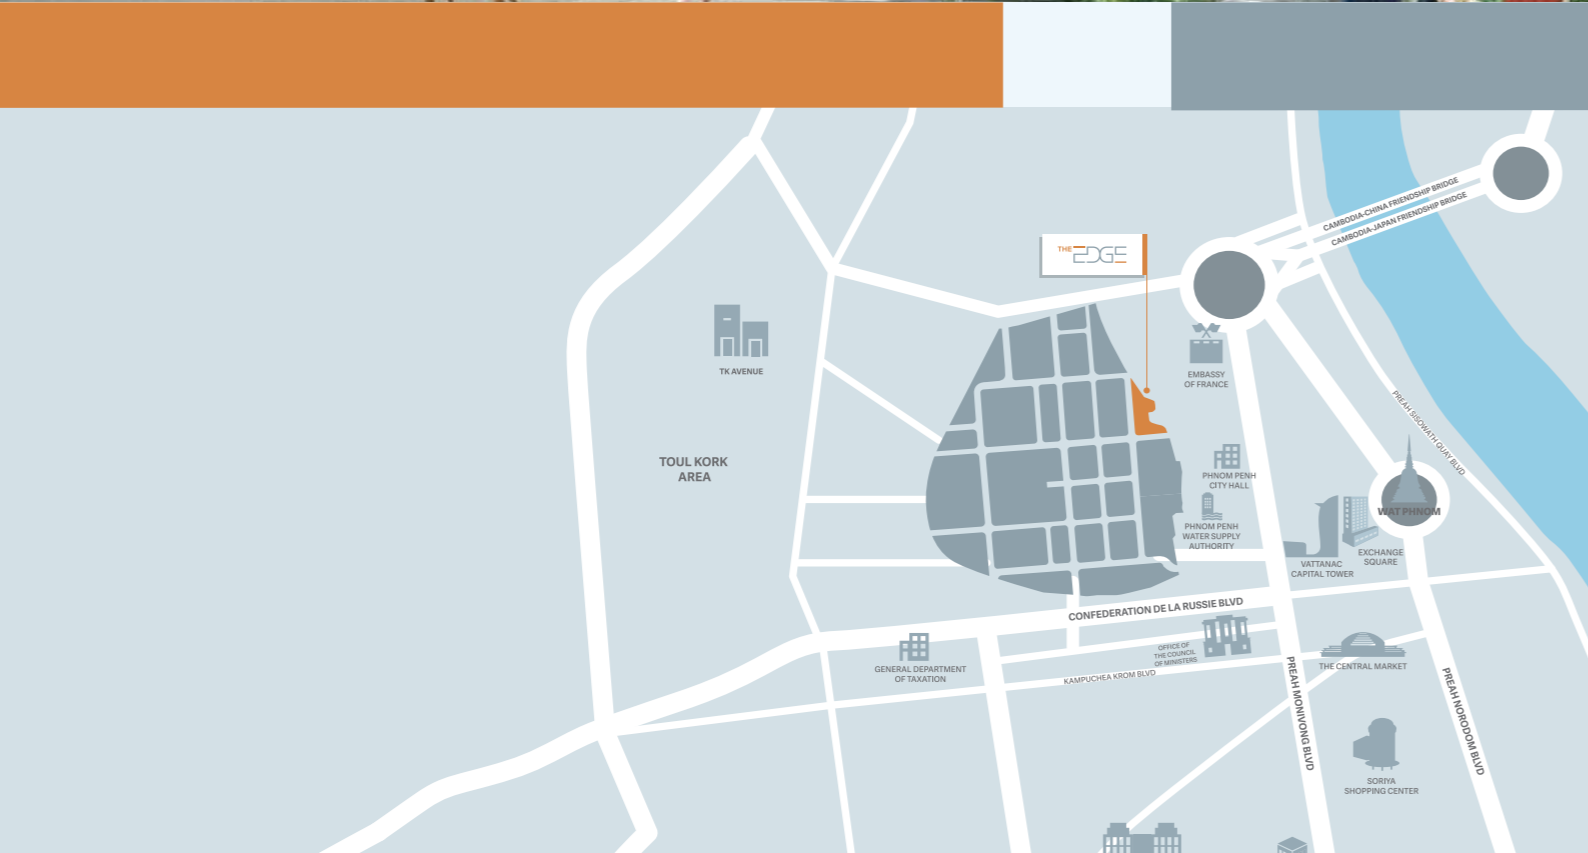 CAMBODIA-CHINA FRIENDSHIP BRIDGE
CAMBODIA-JAPAN FRIENDSHIP BRIDGE
THE EDGE
TK AVENUE
EMBASSY
OF FRANCE
PREAH SISOWATH QUAY BLVD
TOUL KORK
AREA
PHNOM PENH
CITY HALL
WAT PHNOM
PHNOM PENH
WATER SUPPLY
AUTHORITY
EXCHANGE
SQUARE
VATTANAC
CAPITAL TOWER
CONFEDERATION DE LA RUSSIE BLVD
OFFICE OF
THE COUNCIL
OF MINISTERS
GENERAL DEPARTMENT
OF TAXATION
THE CENTRAL MARKET
KAMPUCHEA KROM BLVD
PREAH MONIVONG BLVD
PREAH NORODOM BLVD
SORIYA
SHOPPING CENTER